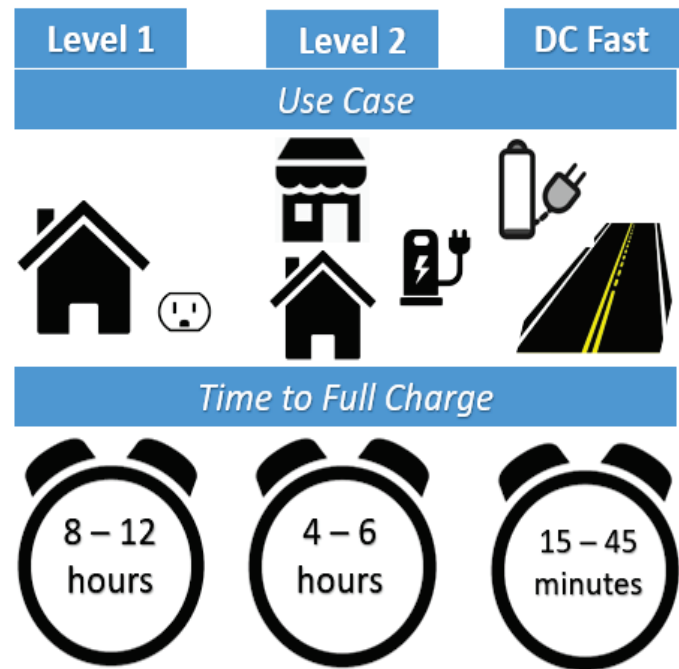 Level 1
Level 2
DC Fast
Use Case
Time to Full Charge
8 – 12
hours
4 – 6
hours
15 – 45
minutes